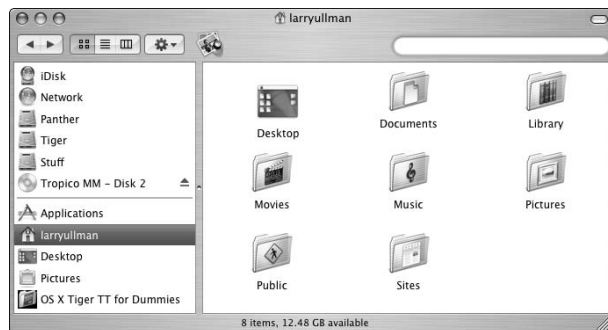 larryullman
iDisk
Network
Panther
Tiger
Stuff
Tropico MM – Disk 2
Applications
larryullman
Desktop
Pictures
OS X Tiger TT for Dummies
Desktop
Documents
Library
Movies
Music
Pictures
Public
Sites
8 items, 12.48 GB available